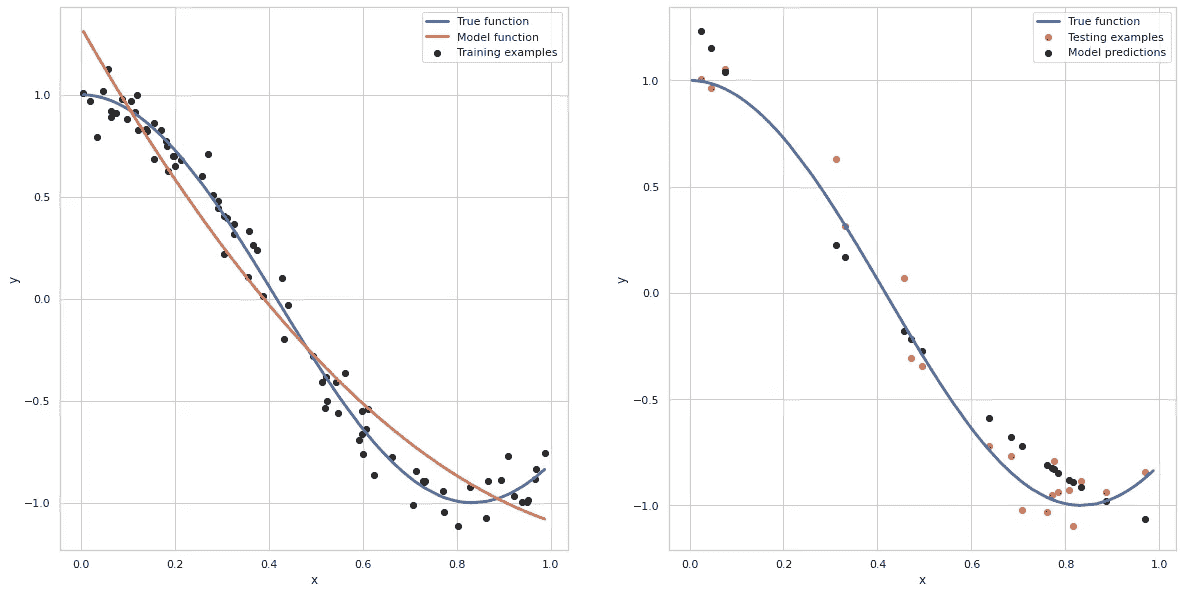 True function
Model function
Training examples
y
1.0
0.5
0.0
−0.5
−1.0
0.0 0.2 0.4 0.6 0.8 1.0
x
True function
Testing examples
Model predictions
y
1.0
0.5
0.0
−0.5
−1.0
0.0 0.2 0.4 0.6 0.8 1.0
x